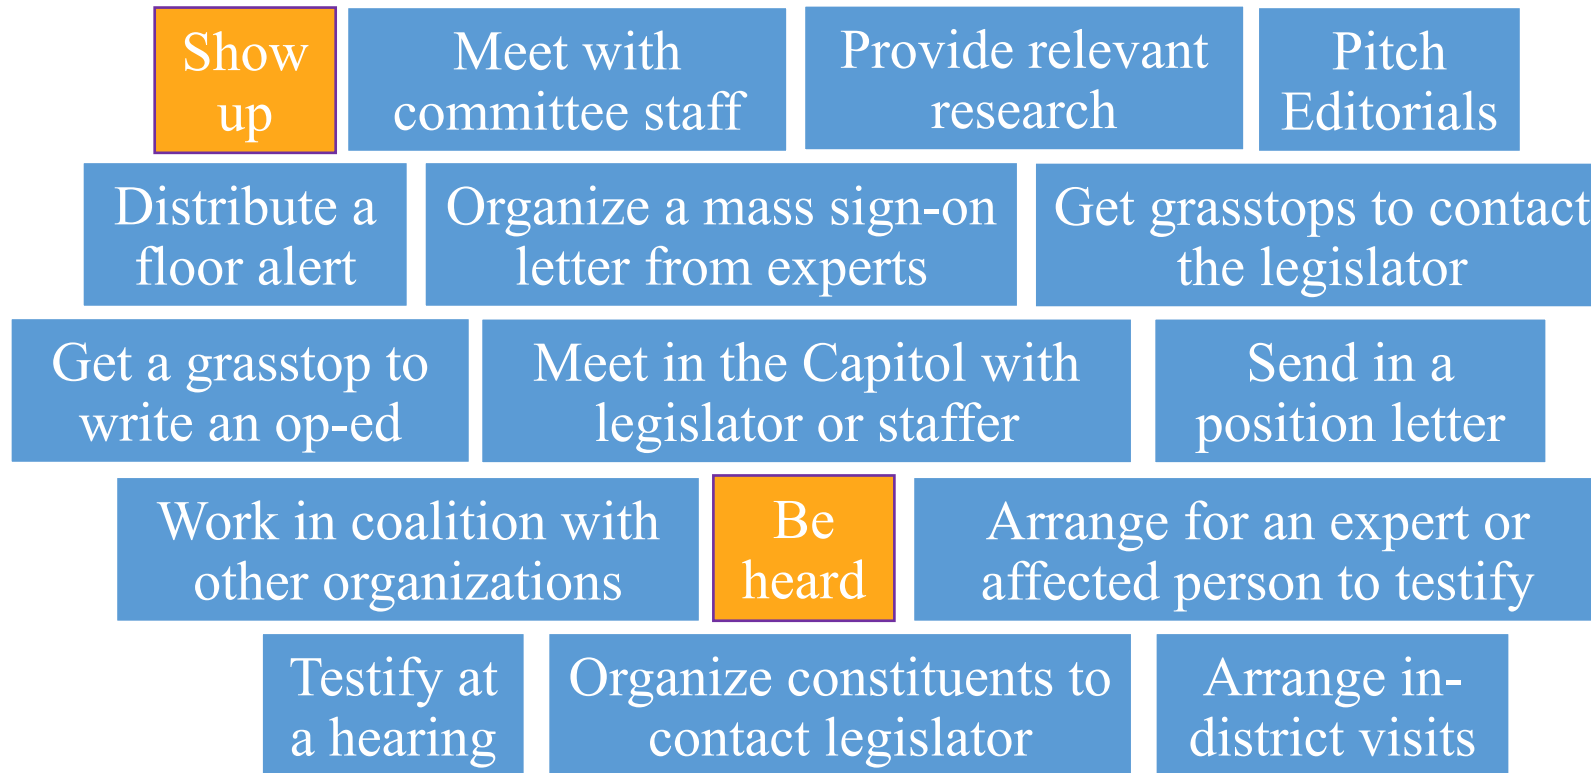 Show
up
Meet with
committee staff
Provide relevant
research
Pitch
Editorials
Distribute a
floor alert
Organize a mass sign-on
letter from experts
Get grasstops to contact
the legislator
Get a grasstop to
write an op-ed
Meet in the Capitol with
legislator or staffer
Send in a
position letter
Work in coalition with
other organizations
Be
heard
Arrange for an expert or
affected person to testify
Testify at
a hearing
Organize constituents to
contact legislator
Arrange in-
district visits